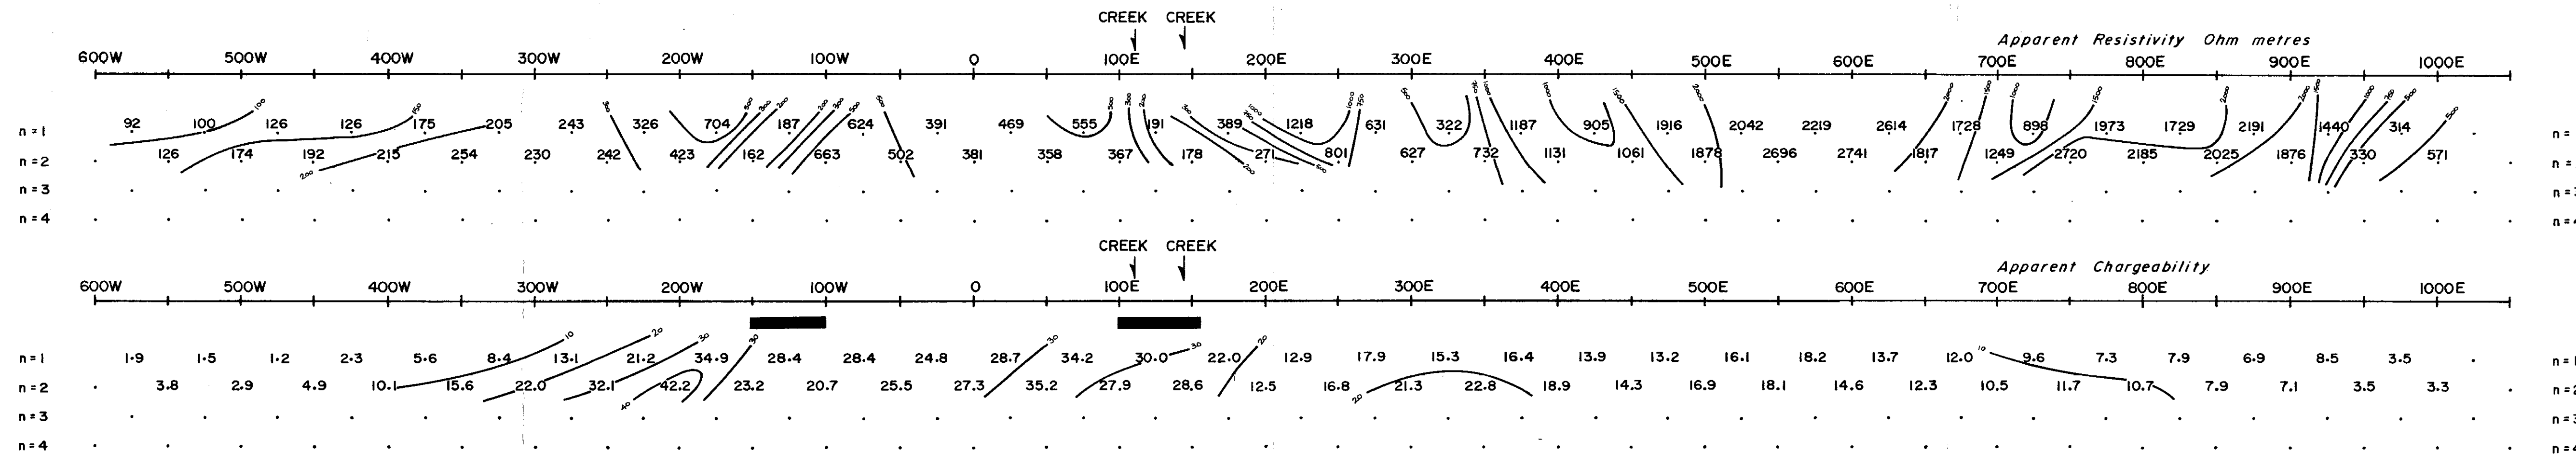 CREEK CREEK
Apparent Resistivity Ohm metres
600W 500W 400W 300W 200W 100W 0 100E 200E 300E 400E 500E 600E 700E 800E 900E 1000E
n=1 92 100 126 126 175 205 243 326 704 187 624 391 469 555 191 389 1218 631 322 1187 905 1916 2042 2219 2614 1728 898 1973 1729 2191 1440 314 n=
n=2 126 174 192 215 254 230 242 423 162 663 502 381 358 367 178 271 801 627 732 1131 1061 1878 2696 2741 1817 1249 2720 2185 2025 1876 330 571 n=
n=3
n=4
CREEK CREEK
Apparent Chargeability
600W 500W 400W 300W 200W 100W 0 100E 200E 300E 400E 500E 600E 700E 800E 900E 1000E
n=1 1.9 1.5 1.2 2.3 5.6 8.4 13.1 21.2 34.9 28.4 28.4 24.8 28.7 34.2 30.0 22.0 12.9 17.9 15.3 16.4 13.9 13.2 16.1 18.2 13.7 12.0 9.6 7.3 7.9 6.9 8.5 3.5 n=1
n=2 3.8 2.9 4.9 10.1 15.6 22.0 32.1 42.2 23.2 20.7 25.5 27.3 35.2 27.9 28.6 12.5 16.8 21.3 22.8 18.9 14.3 16.9 18.1 14.6 12.3 10.5 11.7 10.7 7.9 7.1 3.5 3.3 n=2
n=3
n=4